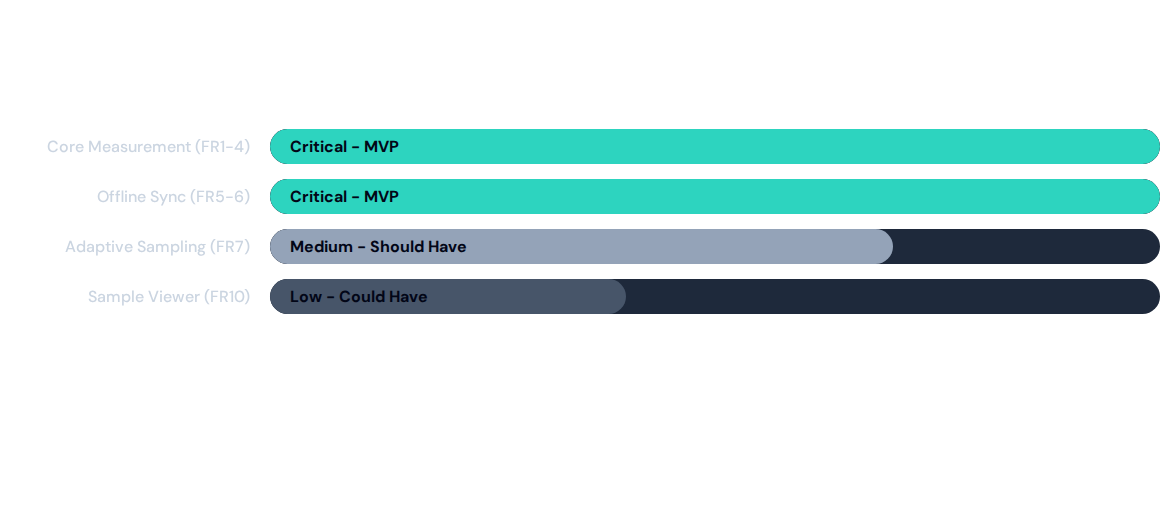 Core Measurement (FR1-4) Critical - MVP
Offline Sync (FR5-6) Critical - MVP
Adaptive Sampling (FR7) Medium - Should Have
Sample Viewer (FR10) Low - Could Have